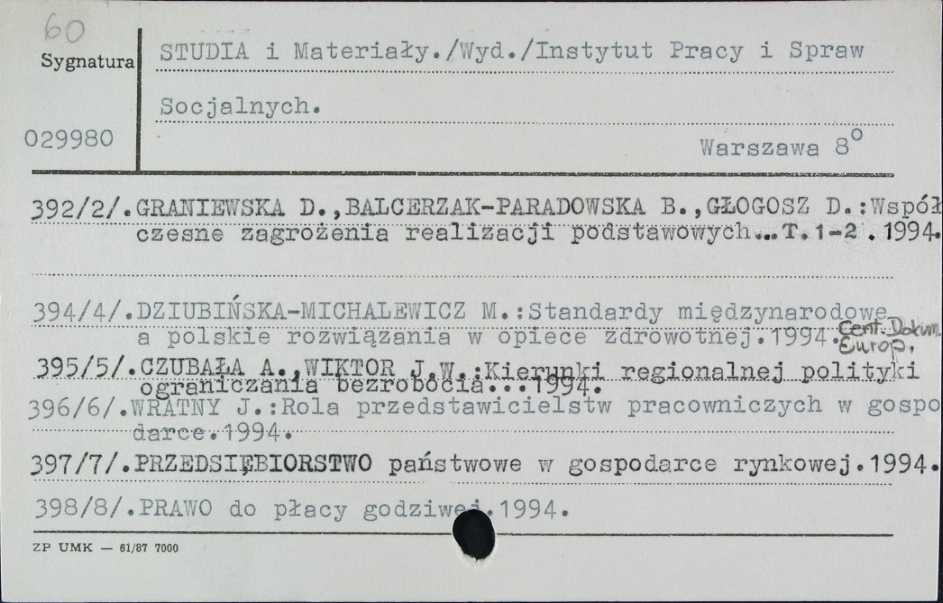 60
Sygnatura
STUDIA i Materiały./Wyd./Instytut Pracy i Spraw
Socjalnych.
029980
Warszawa 8°
392/2/.GRANIEWSKA D.,BALCERZAK-PARADOWSKA B.,GŁOGOSZ D.:Współ
czesne zagrożenia realizacji podstawowych...T.1-2.1994.
394/4/.DZIUBIŃSKA-MICHALEWICZ M.:Standardy międzynarodowe
a polskie rozwiązania w opiece zdrowotnej.1994.
Cent. Dokum.
Europ.
395/5/.CZUBAŁA A.,WIKTOR J.W.:Kierunki regionalnej polityki
ograniczania bezrobocia...1994.
396/6/.WRATNY J.:Rola przedstawicielstw pracowniczych w gospo
darce.1994.
397/7/.PRZEDSIĘBIORSTWO państwowe w gospodarce rynkowej.1994.
398/8/.PRAWO do płacy godziwej.1994.
ZP UMK — 61/87 7000